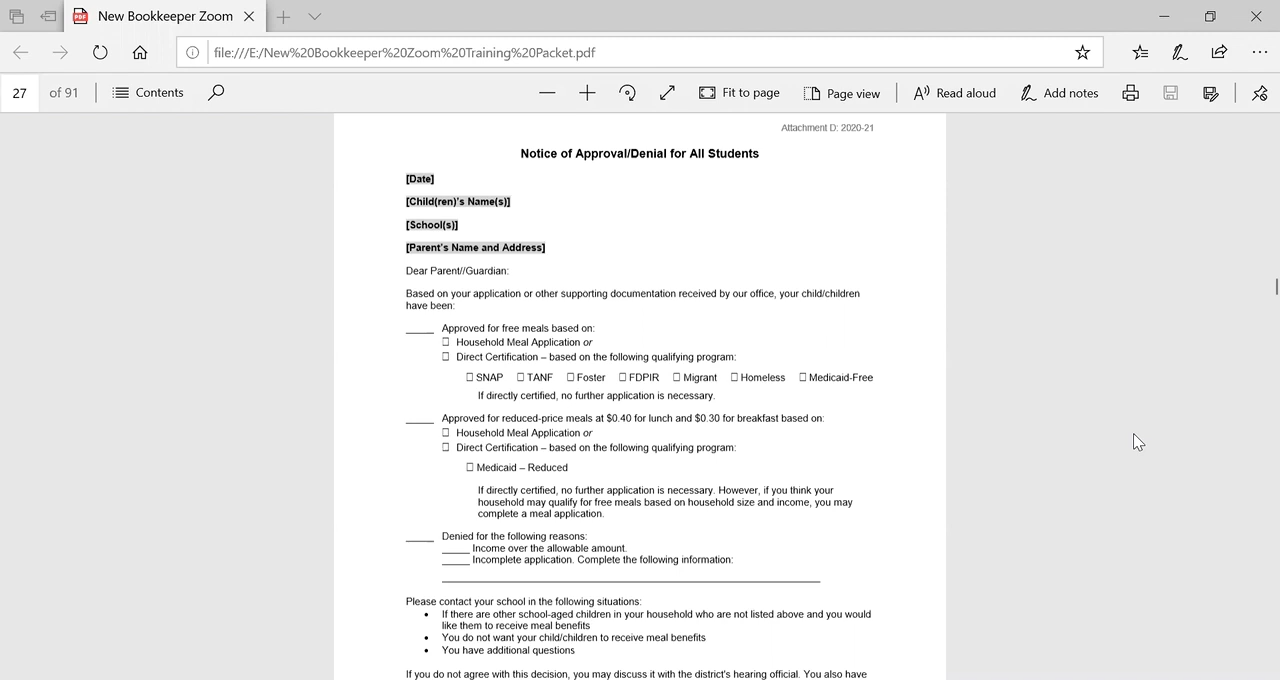 New Bookkeeper Zoom
file:///E:/New%20Bookkeeper%20Zoom%20Training%20Packet.pdf
27 of 91 Contents Fit to page Page view Read aloud Add notes
Attachment D: 2020-21
Notice of Approval/Denial for All Students
[Date]
[Child(ren)'s Name(s)]
[School(s)]
[Parent's Name and Address]
Dear Parent//Guardian:
Based on your application or other supporting documentation received by our office, your child/children
have been:
_____ Approved for free meals based on:
☐ Household Meal Application or
☐ Direct Certification – based on the following qualifying program:
☐ SNAP ☐ TANF ☐ Foster ☐ FDPIR ☐ Migrant ☐ Homeless ☐ Medicaid-Free
If directly certified, no further application is necessary.
_____ Approved for reduced-price meals at $0.40 for lunch and $0.30 for breakfast based on:
☐ Household Meal Application or
☐ Direct Certification – based on the following qualifying program:
☐ Medicaid – Reduced
If directly certified, no further application is necessary. However, if you think your
household may qualify for free meals based on household size and income, you may
complete a meal application.
_____ Denied for the following reasons:
_____ Income over the allowable amount.
_____ Incomplete application. Complete the following information:
Please contact your school in the following situations:
• If there are other school-aged children in your household who are not listed above and you would
like them to receive meal benefits
• You do not want your child/children to receive meal benefits
• You have additional questions
If you do not agree with this decision, you may discuss it with the district's hearing official. You also have